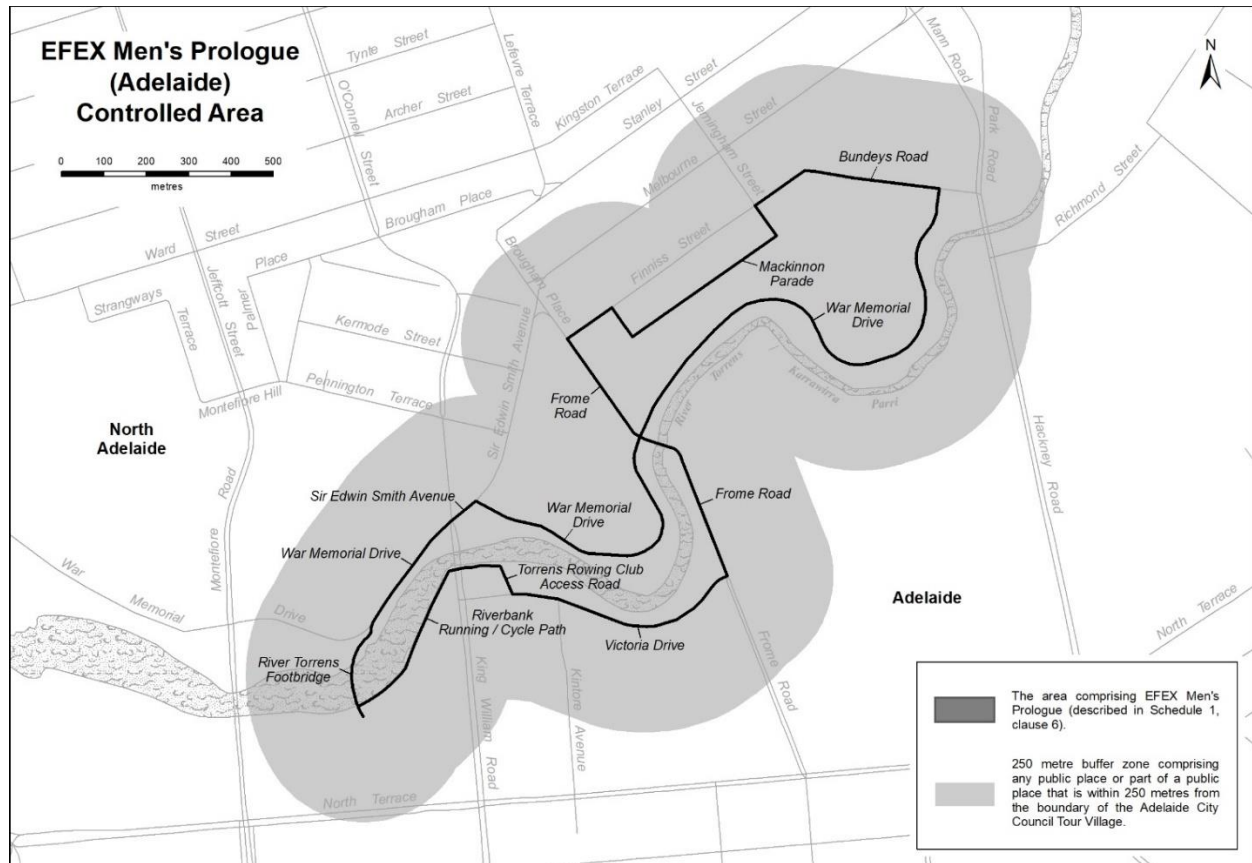 EFEX Men's Prologue
(Adelaide)
Controlled Area
0 100 200 300 400 500
metres
N
Tynte Street
Archer Street
O'Connell Street
Lefevre Terrace
Kingston Terrace
Stanley Street
Jerningham Street
Melbourne Street
Mann Road
Park Road
Richmond Street
Bundeys Road
Ward Street
Brougham Place
Palmer Place
Jeffcott Street
Strangways
Terrace
Kermode Street
Pennington Terrace
Montefiore Hill
Brougham Place
Finniss Street
Mackinnon
Parade
War Memorial
Drive
Sir Edwin Smith Avenue
Frome
Road
River Torrens
Karrawirra Parri
Hackney Road
North
Adelaide
Montefiore Road
Sir Edwin Smith Avenue
War Memorial
Drive
Frome Road
War Memorial Drive
Torrens Rowing Club
Access Road
War Memorial Drive
Riverbank
Running / Cycle Path
Victoria Drive
Adelaide
River Torrens
Footbridge
King William Road
Kintore Avenue
Frome Road
North Terrace
North Terrace
The area comprising EFEX Men's
Prologue (described in Schedule 1,
clause 6).
250 metre buffer zone comprising
any public place or part of a public
place that is within 250 metres from
the boundary of the Adelaide City
Council Tour Village.